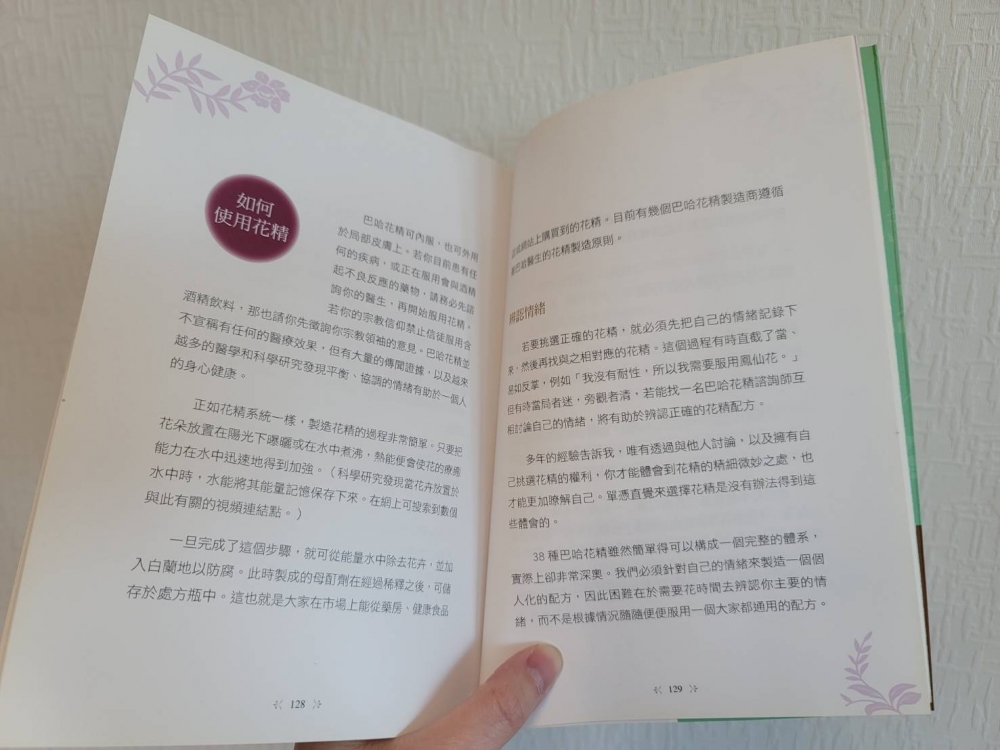 如何
使用花精
巴哈花精可內服，也可外用
於局部皮膚上。若你目前患有任
何的疾病、或正在服用會與酒精
起不良反應的藥物，請務必先諮
詢你的醫生，再開始服用花精。
若你的宗教信仰禁止信徒服用含
酒精飲料，那也請你先徵詢你宗教領袖的意見。巴哈花精並
不宣稱有任何的醫療效果，但有大量的傳聞證據，以及越來
越多的醫學和科學研究發現平衡、協調的情緒有助於一個人
的身心健康。
正如花精系統一樣，製造花精的過程非常簡單。只要把
花朵放置在陽光下曝曬或在水中煮沸，熱能便會使花的療癒
能力在水中迅速地得到加強。（科學研究發現當花卉放置於
水中時，水能將其能量記憶保存下來。在網上可搜索到數個
與此有關的視頻連結點。）
一旦完成了這個步驟，就可從能量水中除去花卉，並加
入白蘭地以防腐。此時製成的母酊劑在經過稀釋之後，可儲
存於處方瓶中。這也就是大家在市場上能從藥房、健康食品
128
網站上購買到的花精。目前有幾個巴哈花精製造商遵循
巴哈醫生的花精製造原則。
辨認情緒
若要挑選正確的花精，就必須先把自己的情緒記錄下
來，然後再找與之相對應的花精。這個過程有時直截了當、
易如反掌，例如「我沒有耐性，所以我需要服用鳳仙花。」
但有時當局者迷，旁觀者清，若能找一名巴哈花精諮詢師互
相討論自己的情緒，將有助於辨認正確的花精配方。
多年的經驗告訴我，唯有透過與他人討論，以及擁有自
己挑選花精的權利，你才能體會到花精的精細微妙之處，也
才能更加瞭解自己。單憑直覺來選擇花精是沒有辦法得到這
些體會的。
38 種巴哈花精雖然簡單得可以構成一個完整的體系，
實際上卻非常深奧。我們必須針對自己的情緒來製造一個個
人化的配方，因此困難在於需要花時間去辨認你主要的情
緒，而不是根據情況隨隨便便服用一個大家都通用的配方。
129